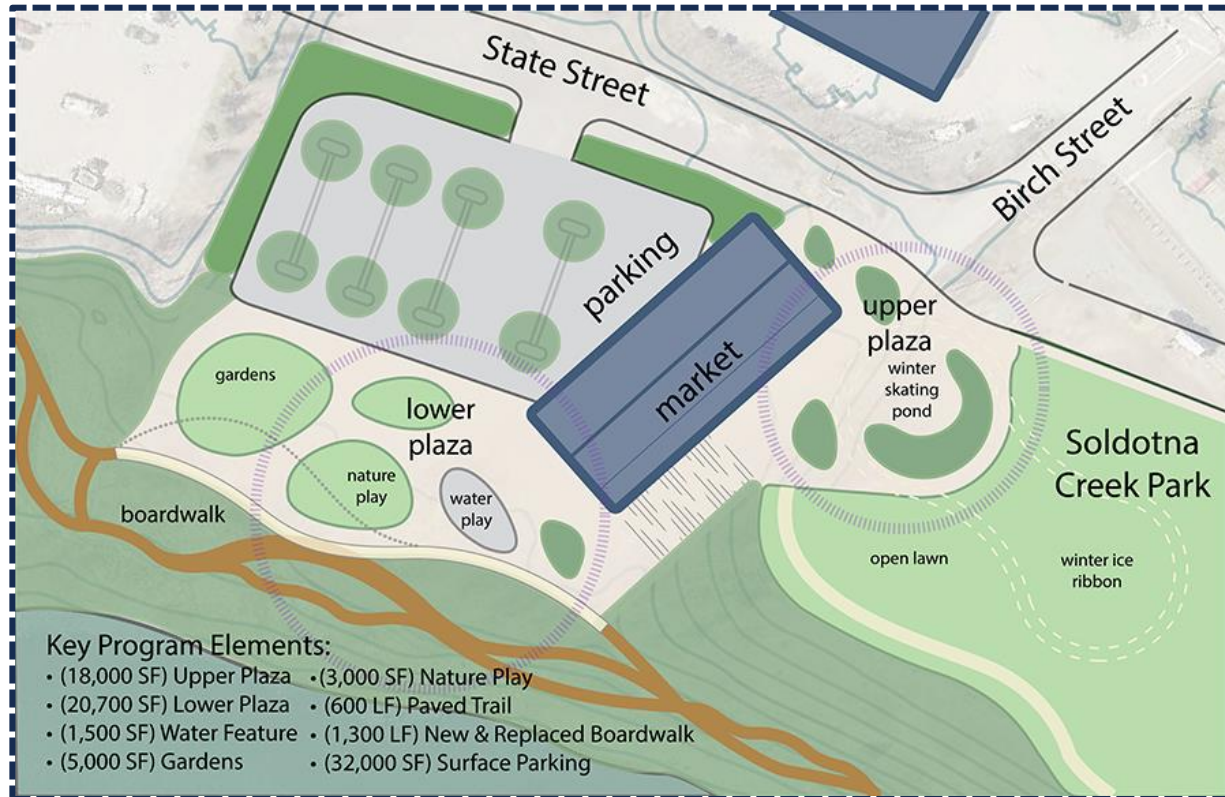 State Street
Birch Street
parking
market
upper
plaza
winter
skating
pond
gardens
lower
plaza
nature
play
water
play
boardwalk
Soldotna
Creek Park
open lawn
winter ice
ribbon
Key Program Elements:
• (18,000 SF) Upper Plaza
• (20,700 SF) Lower Plaza
• (1,500 SF) Water Feature
• (5,000 SF) Gardens
• (3,000 SF) Nature Play
• (600 LF) Paved Trail
• (1,300 LF) New & Replaced Boardwalk
• (32,000 SF) Surface Parking